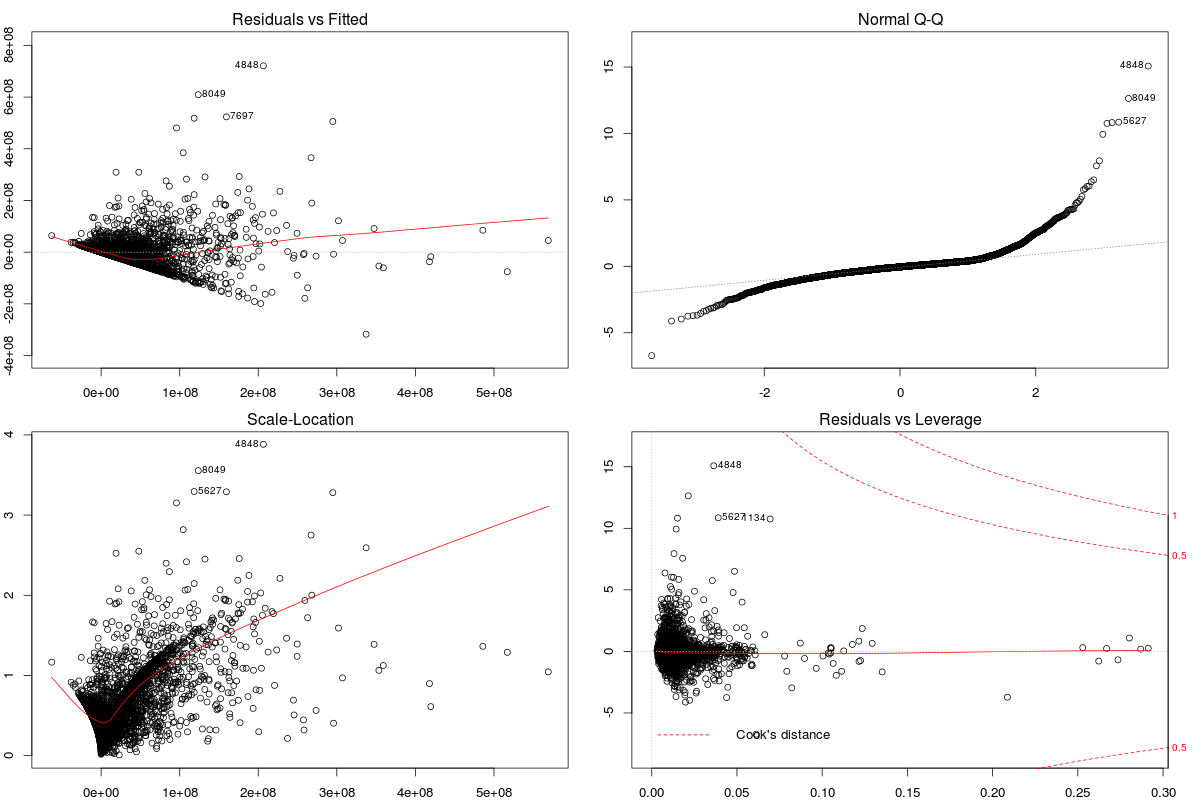 Residuals vs Fitted
8e+08
6e+08
4e+08
2e+08
0e+00
-2e+08
-4e+08
4848
8049
7697
0e+00 1e+08 2e+08 3e+08 4e+08 5e+08
Normal Q-Q
15
10
5
0
-5
4848
8049
5627
-2 0 2
Scale-Location
4
3
2
1
0
4848
8049
5627
0e+00 1e+08 2e+08 3e+08 4e+08 5e+08
Residuals vs Leverage
15
10
5
0
-5
4848
5627 1134
1
0.5
0.5
Cook's distance
0.00 0.05 0.10 0.15 0.20 0.25 0.30